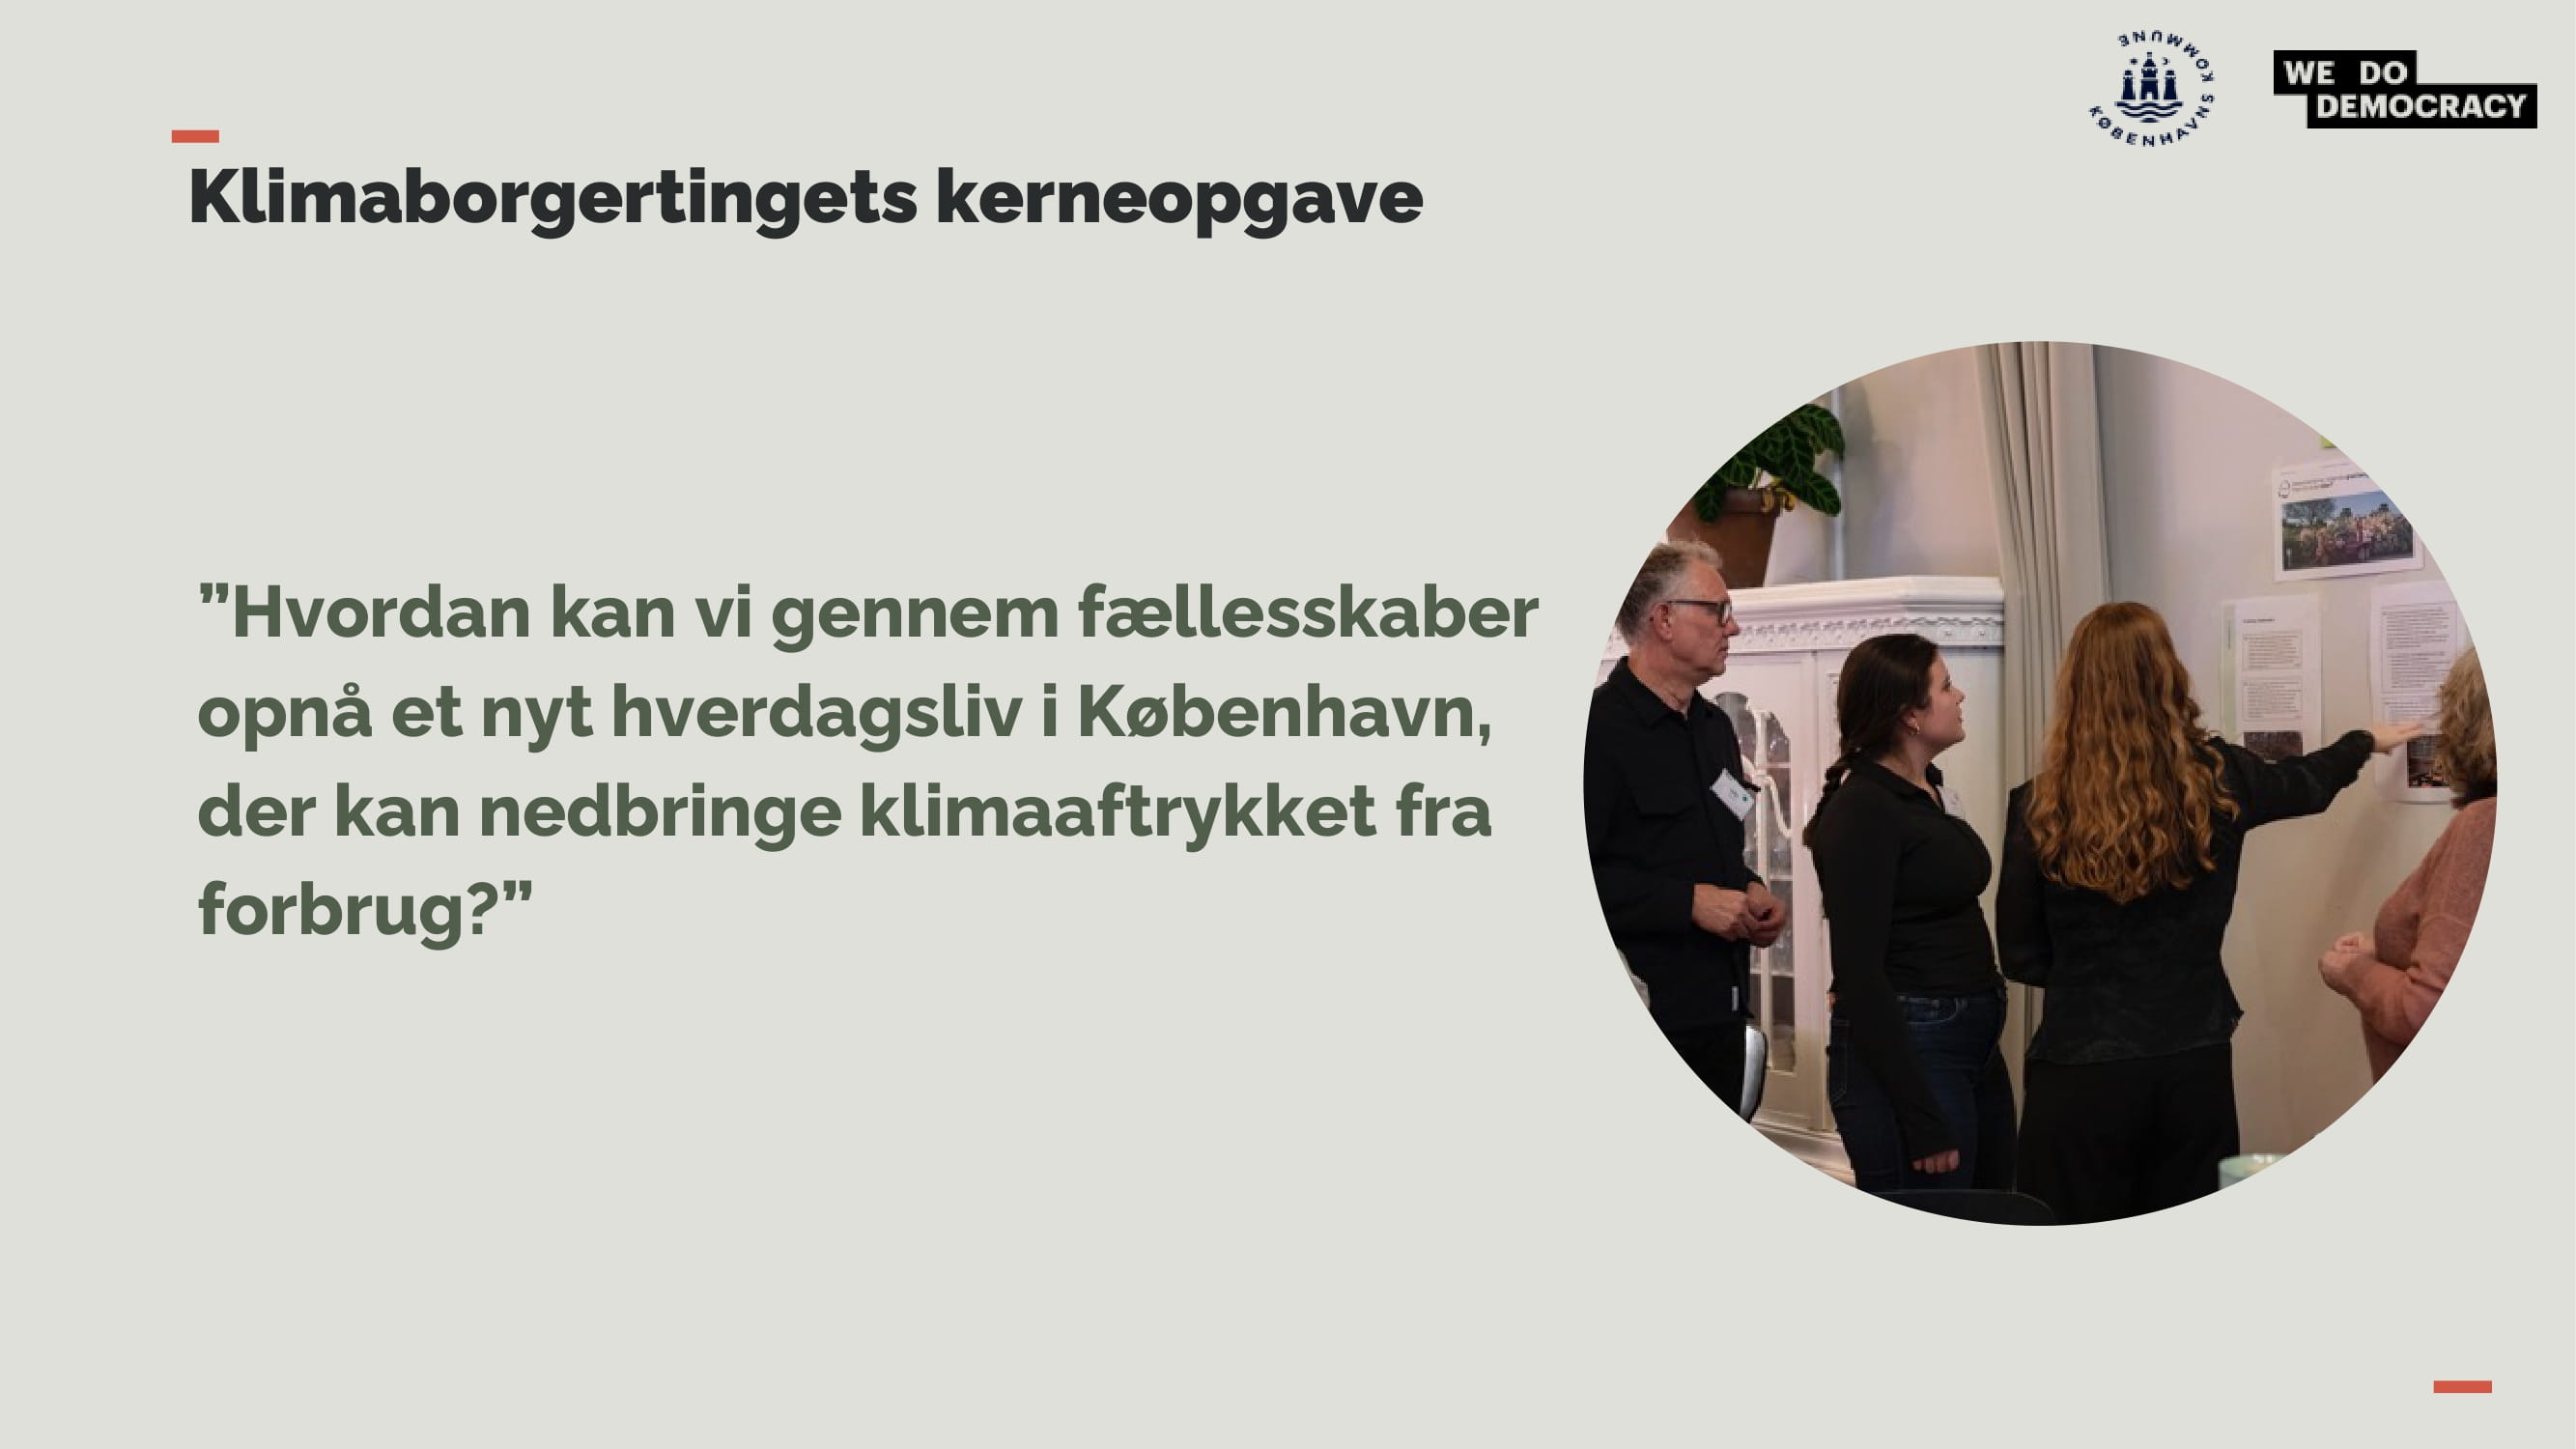 KØBENHAVNS KOMMUNE
WE DO
DEMOCRACY
Klimaborgertingets kerneopgave
”Hvordan kan vi gennem fællesskaber
opnå et nyt hverdagsliv i København,
der kan nedbringe klimaaftrykket fra
forbrug?”